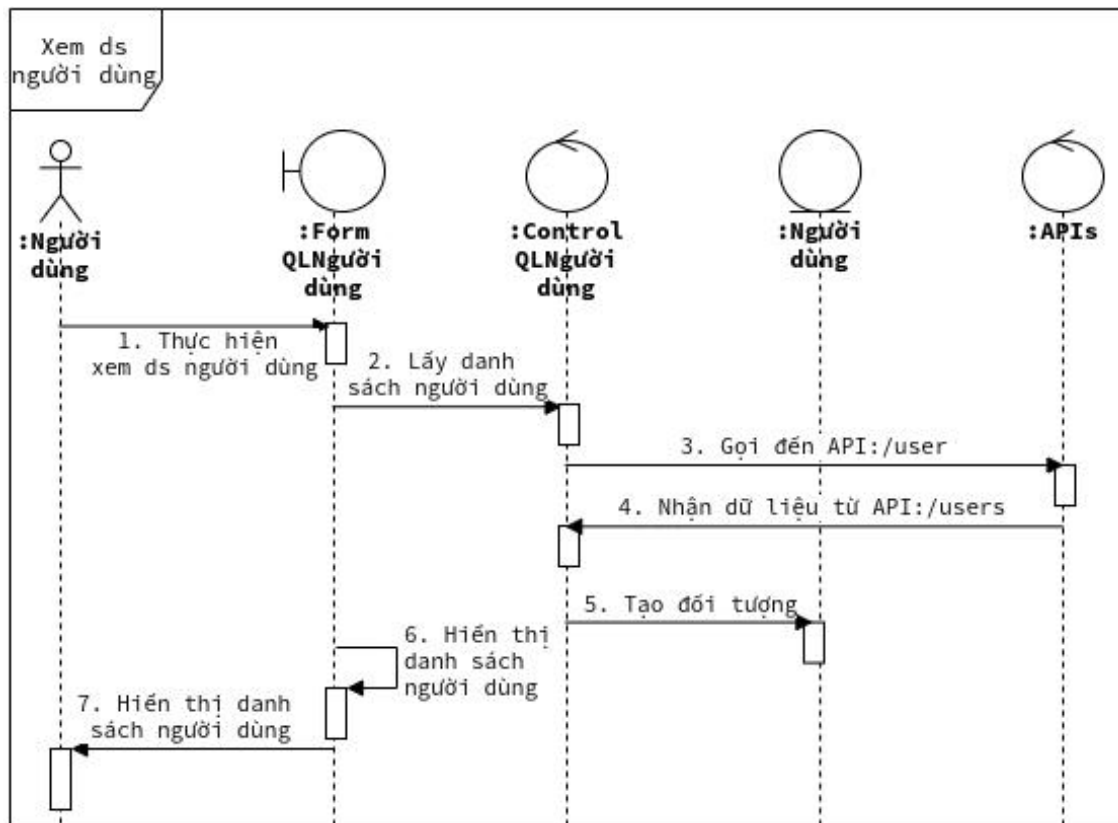 Xem ds
người dùng
:Người
dùng
:Form
QLNgười
dùng
:Control
QLNgười
dùng
:Người
dùng
:APIs
1. Thực hiện
xem ds người dùng
2. Lấy danh
sách người dùng
3. Gọi đến API:/user
4. Nhận dữ liệu từ API:/users
5. Tạo đối tượng
6. Hiển thị
danh sách
người dùng
7. Hiển thị danh
sách người dùng